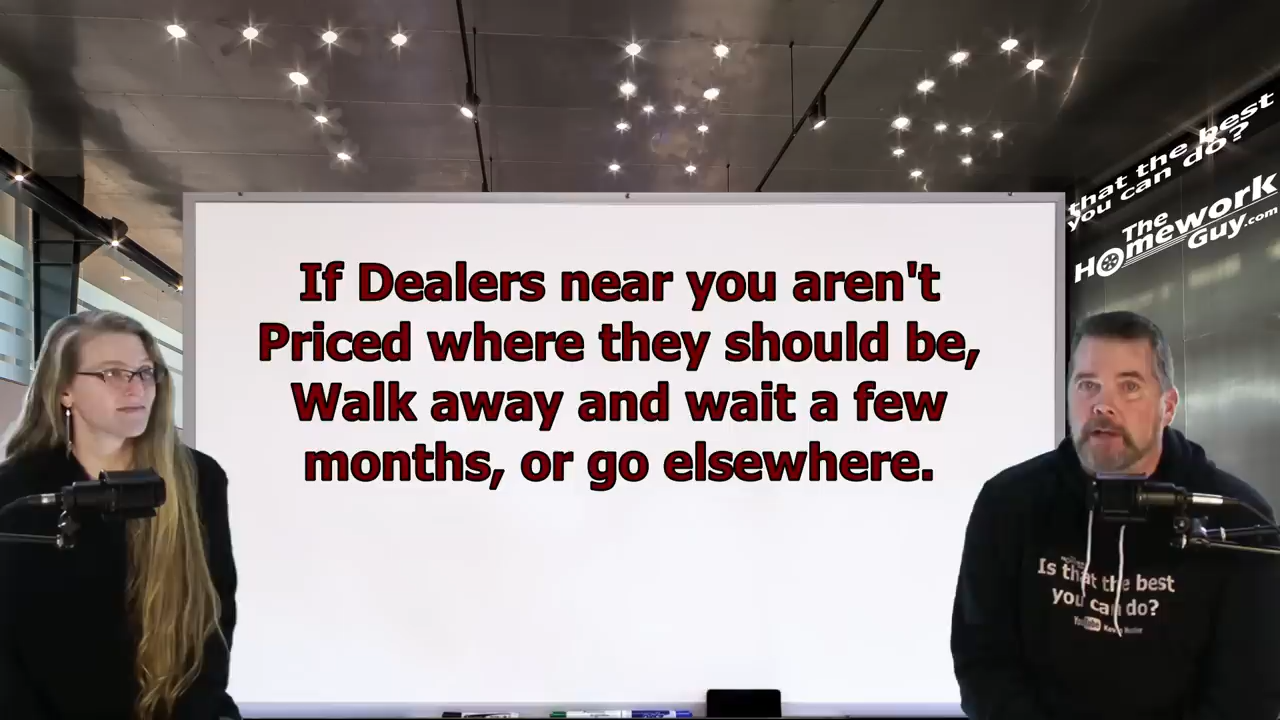 that the best
you can do?
The
Homework
Guy.com
If Dealers near you aren't
Priced where they should be,
Walk away and wait a few
months, or go elsewhere.
Is that the best
you can do?
YouTube